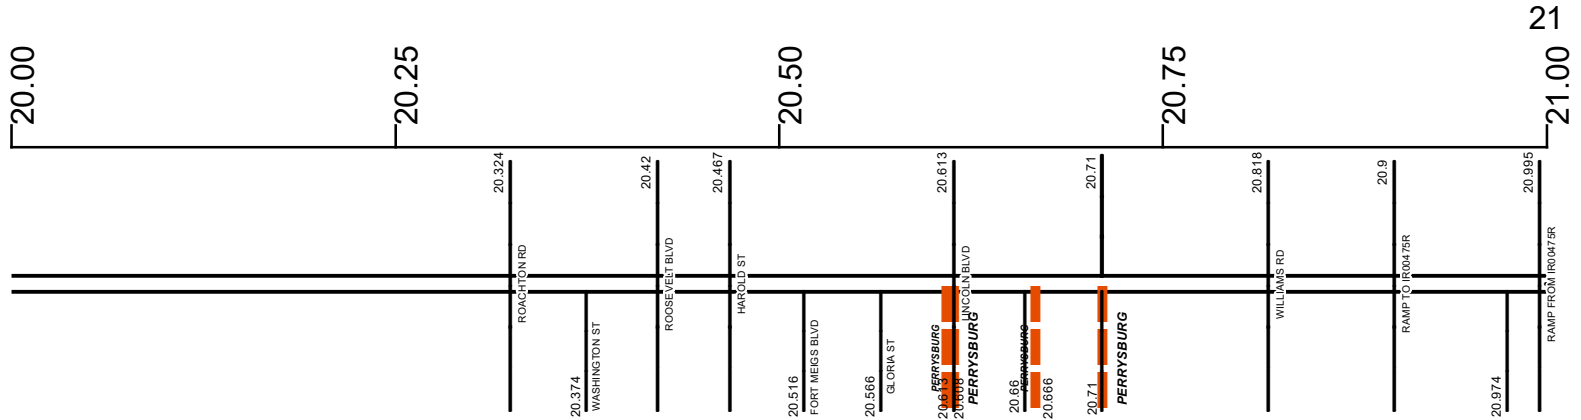 21
20.00
20.25
20.50
20.75
21.00
20.324
20.42
20.467
20.613
20.71
20.818
20.9
20.995
ROACHTON RD
ROOSEVELT BLVD
HAROLD ST
LINCOLN BLVD
WILLIAMS RD
RAMP TO IR00475R
RAMP FROM IR00475R
WASHINGTON ST
FORT MEIGS BLVD
GLORIA ST
PERRYSBURG
PERRYSBURG
PERRYSBURG
PERRYSBURG
20.374
20.516
20.566
20.613
20.608
20.66
20.666
20.71
20.974